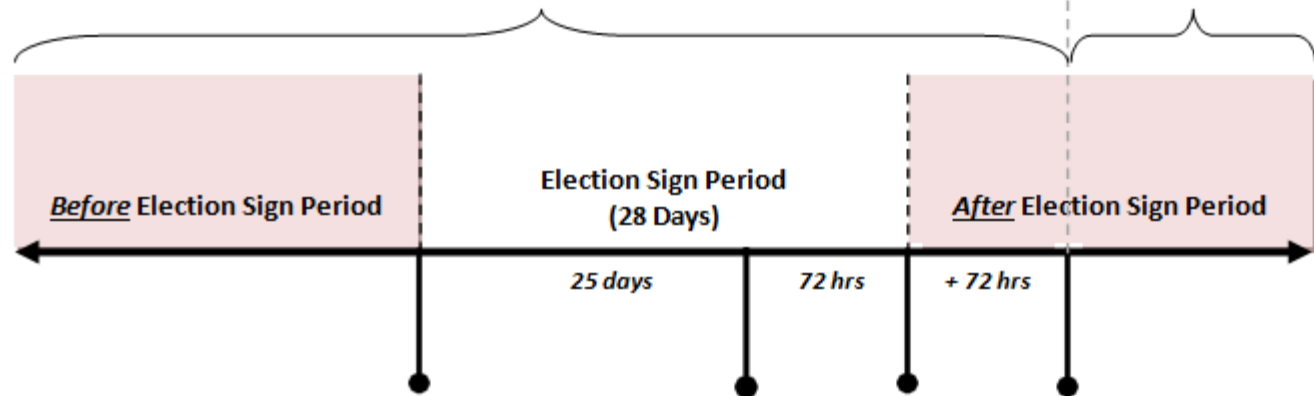 Before Election Sign Period
Election Sign Period
(28 Days)
After Election Sign Period
25 days
72 hrs
+ 72 hrs